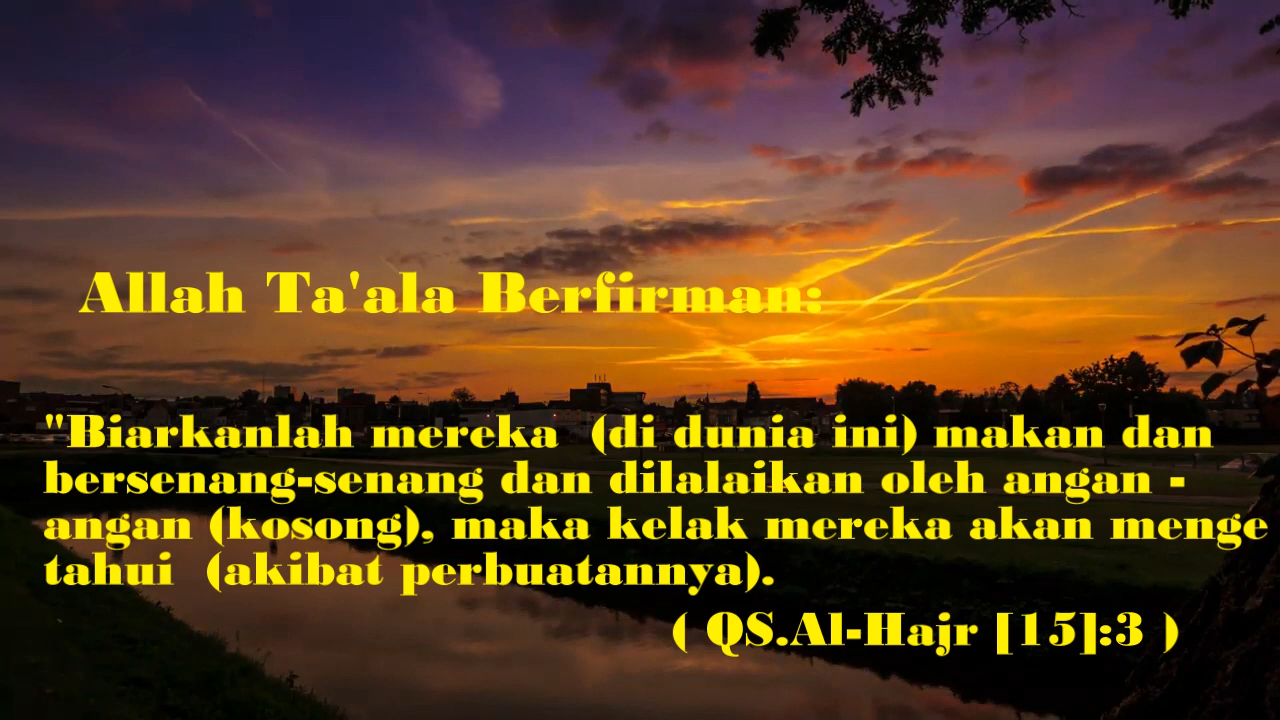 Allah Ta'ala Berfirman:
"Biarkanlah mereka (di dunia ini) makan dan
bersenang-senang dan dilalaikan oleh angan -
angan (kosong), maka kelak mereka akan menge
tahui (akibat perbuatannya).
( QS.Al-Hajr [15]:3 )